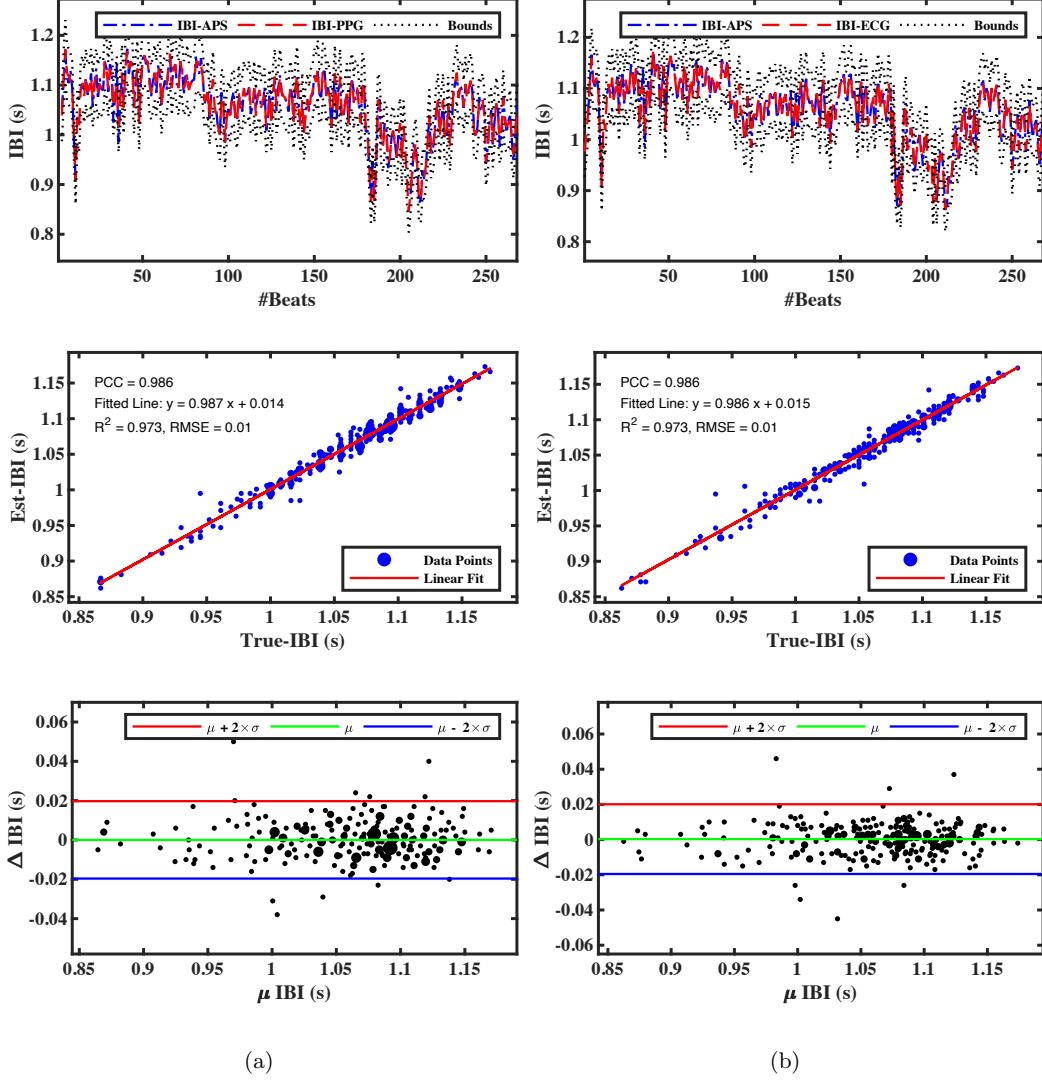 IBI-APS IBI-PPG Bounds
1.2
1.1
1
0.9
0.8
IBI (s)
50 100 150 200 250
#Beats
IBI-APS IBI-ECG Bounds
1.2
1.1
1
0.9
0.8
IBI (s)
50 100 150 200 250
#Beats
PCC = 0.986
Fitted Line: y = 0.987 x + 0.014
R² = 0.973, RMSE = 0.01
1.15
1.1
1.05
1
0.95
0.9
0.85
Est-IBI (s)
Data Points
Linear Fit
0.85 0.9 0.95 1 1.05 1.1 1.15
True-IBI (s)
PCC = 0.986
Fitted Line: y = 0.986 x + 0.015
R² = 0.973, RMSE = 0.01
1.15
1.1
1.05
1
0.95
0.9
0.85
Est-IBI (s)
Data Points
Linear Fit
0.85 0.9 0.95 1 1.05 1.1 1.15
True-IBI (s)
μ + 2×σ μ μ - 2×σ
0.06
0.04
0.02
0
-0.02
-0.04
Δ IBI (s)
0.85 0.9 0.95 1 1.05 1.1 1.15
μ IBI (s)
(a)
μ + 2×σ μ μ - 2×σ
0.06
0.04
0.02
0
-0.02
-0.04
-0.06
Δ IBI (s)
0.85 0.9 0.95 1 1.05 1.1 1.15
μ IBI (s)
(b)